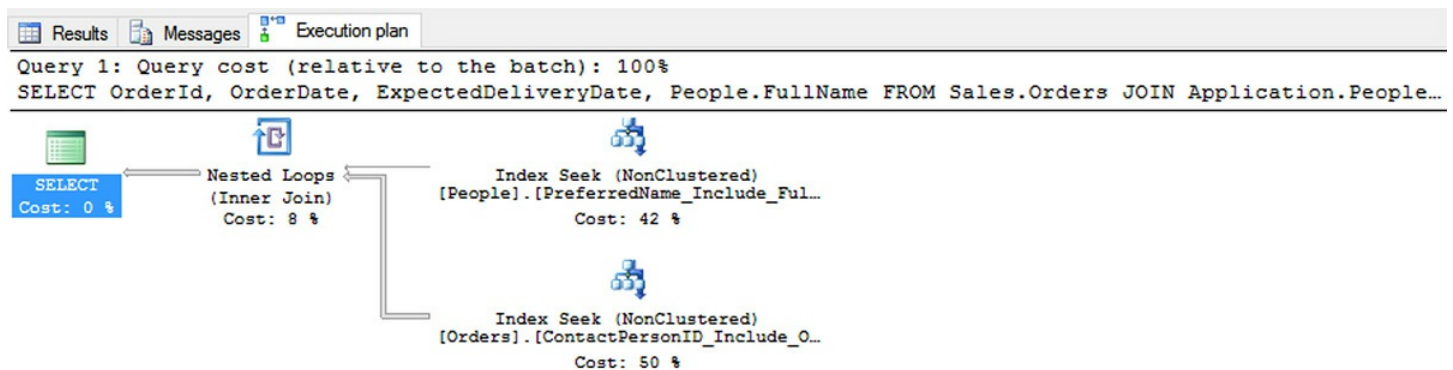 Results Messages Execution plan
Query 1: Query cost (relative to the batch): 100%
SELECT OrderId, OrderDate, ExpectedDeliveryDate, People.FullName FROM Sales.Orders JOIN Application.People…
SELECT
Cost: 0 %
Nested Loops
(Inner Join)
Cost: 8 %
Index Seek (NonClustered)
[People].[PreferredName_Include_Ful…
Cost: 42 %
Index Seek (NonClustered)
[Orders].[ContactPersonID_Include_O…
Cost: 50 %